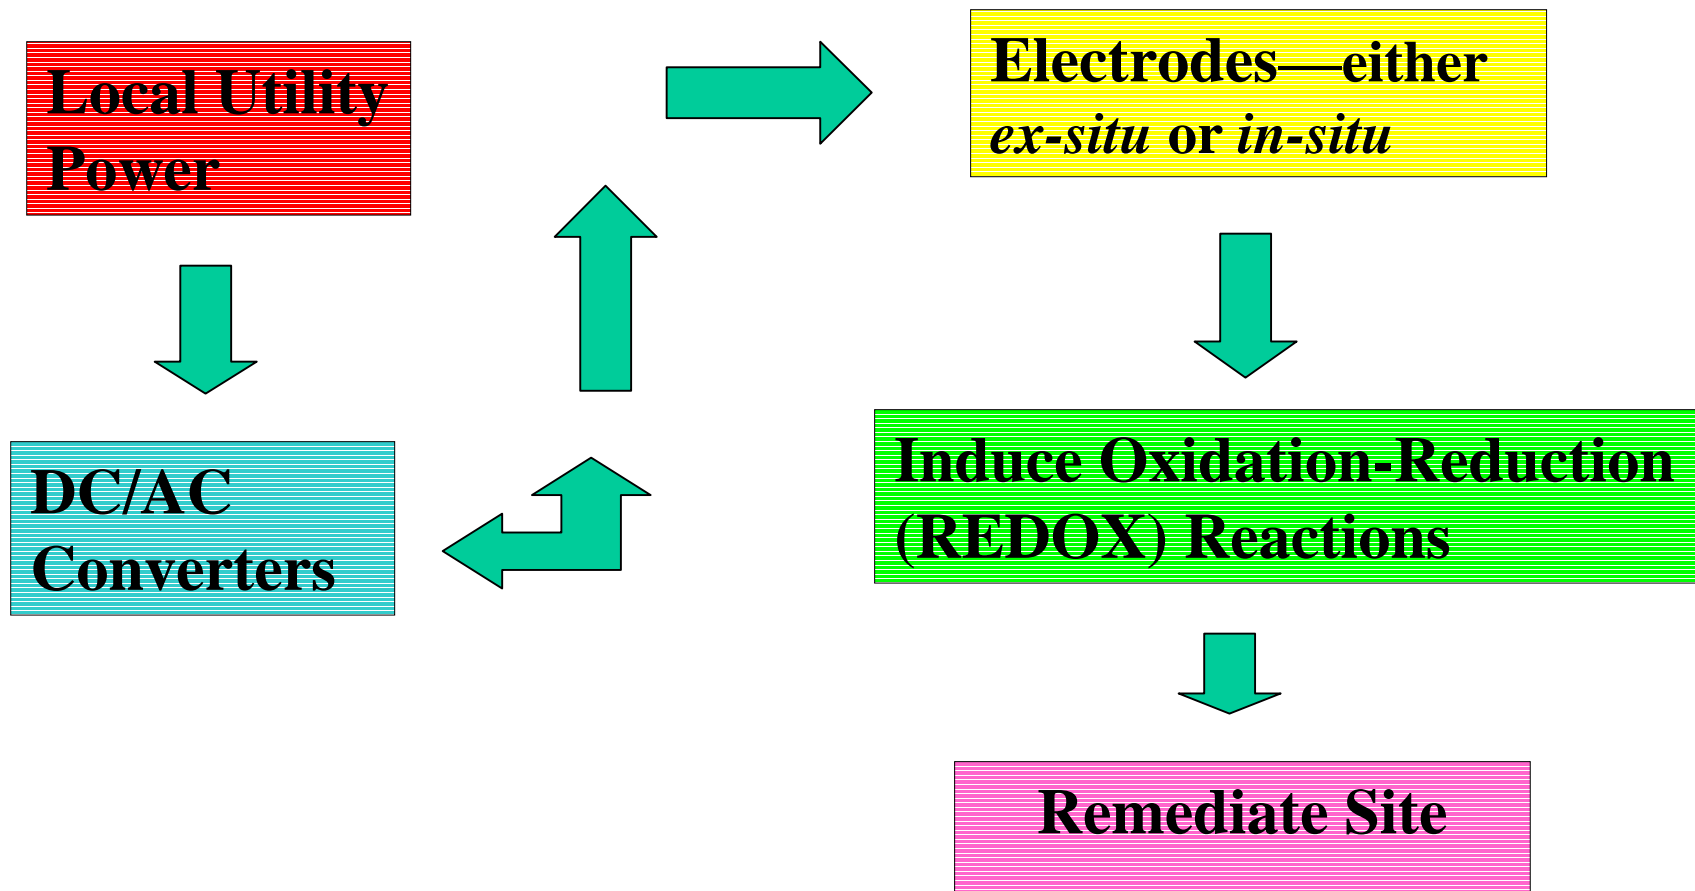 Local Utility
Power
DC/AC
Converters
Electrodes—either
ex-situ or in-situ
Induce Oxidation-Reduction
(REDOX) Reactions
Remediate Site